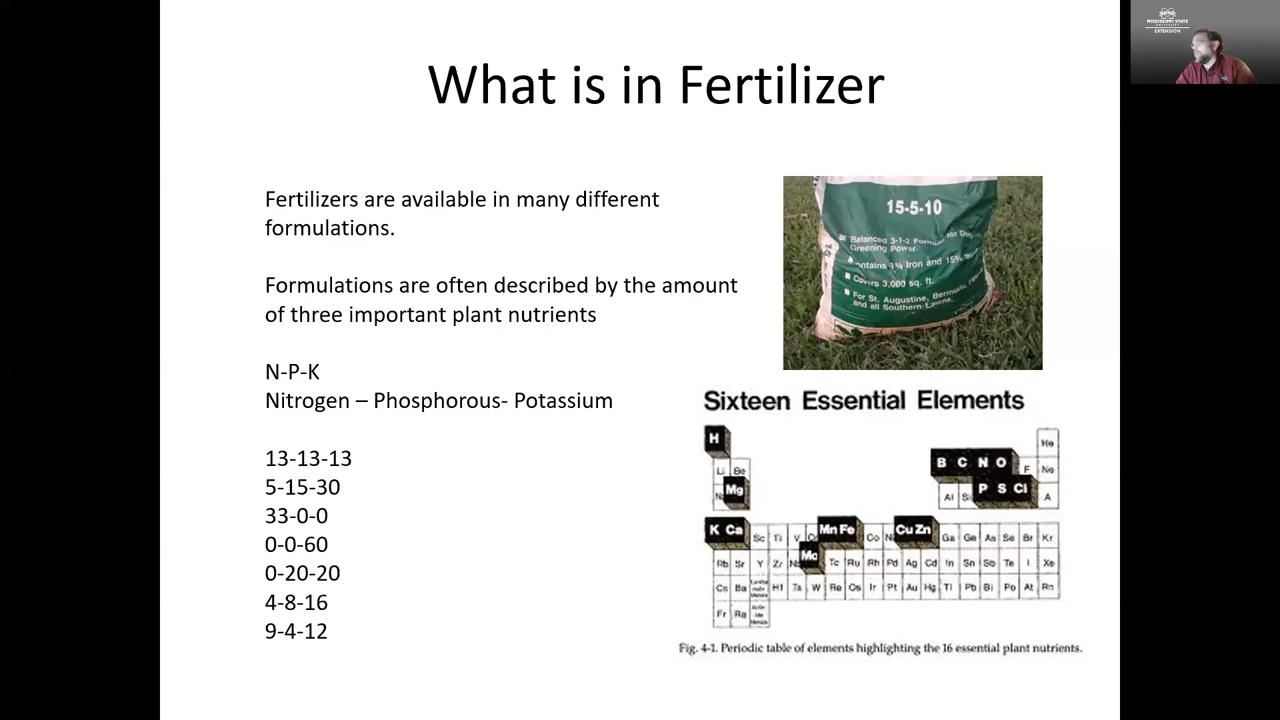 MISSISSIPPI STATE
UNIVERSITY
EXTENSION
What is in Fertilizer
Fertilizers are available in many different
formulations.
Formulations are often described by the amount
of three important plant nutrients
N-P-K
Nitrogen – Phosphorous- Potassium
13-13-13
5-15-30
33-0-0
0-0-60
0-20-20
4-8-16
9-4-12
15-5-10
Balanced 3-1-2 Formula for
Greening Power.
Contains 1% Iron and 15%
Covers 3,000 sq. ft.
For St. Augustine, Bermuda,
and all Southern Lawns.
Sixteen Essential Elements
H He
Li Be B C N O F Ne
Mg Al P S Cl A
K Ca Sc Ti V Mn Fe Co Cu Zn Ga Ge As Se Br Kr
Rb Sr Y Zr Mo Tc Ru Rh Pd Ag Cd In Sn Sb Te I Xe
Cs Ba Ta W Re Os Ir Pt Au Hg Tl Pb Bi Po At Rn
Fr Ra
Fig. 4-1. Periodic table of elements highlighting the 16 essential plant nutrients.